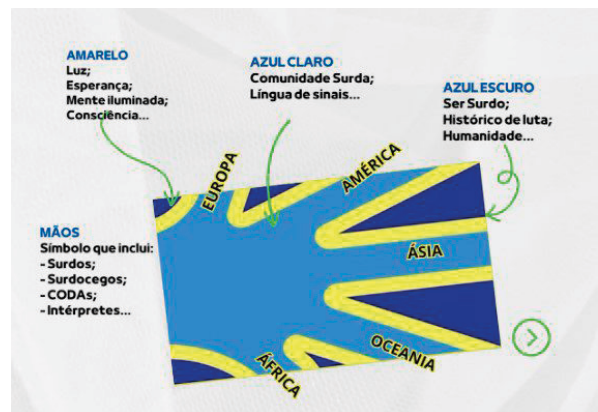 AMARELO
Luz;
Esperança;
Mente iluminada;
Consciência...
AZUL CLARO
Comunidade Surda;
Língua de sinais...
AZUL ESCURO
Ser Surdo;
Histórico de luta;
Humanidade...
MÃOS
Símbolo que inclui:
- Surdos;
- Surdocegos;
- CODAs;
- Intérpretes...
EUROPA
AMÉRICA
ÁSIA
OCEANIA
ÁFRICA